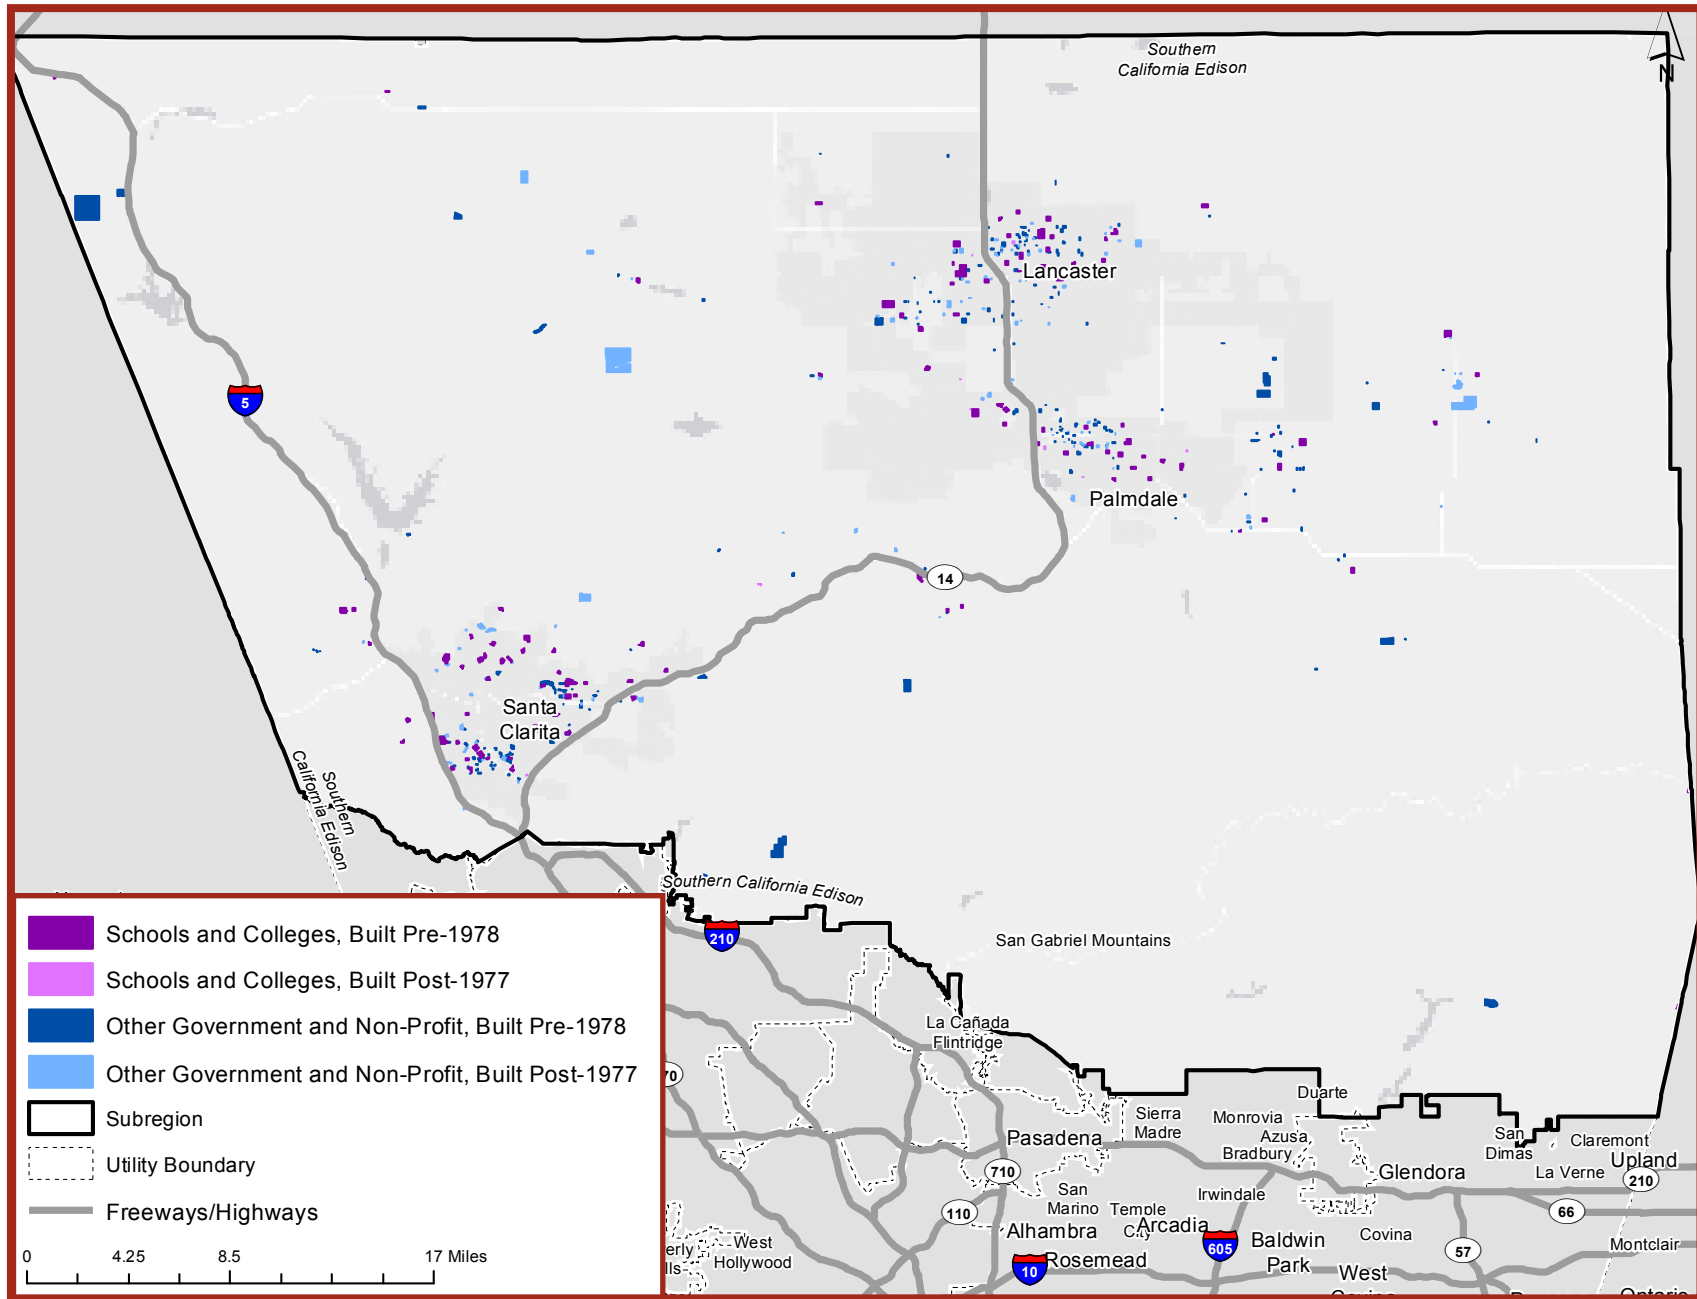 Southern
California Edison
N
Lancaster
5
Palmdale
14
Santa
Clarita
Southern
California Edison
Southern California Edison
210
San Gabriel Mountains
La Cañada
Flintridge
Schools and Colleges, Built Pre-1978
Schools and Colleges, Built Post-1977
Other Government and Non-Profit, Built Pre-1978
Other Government and Non-Profit, Built Post-1977
Subregion
Utility Boundary
Freeways/Highways
0 4.25 8.5 17 Miles
70
Duarte
Sierra
Madre
Monrovia
Azusa
Bradbury
Pasadena
San
Dimas
Claremont
La Verne
Upland
Glendora
710
210
San
Marino
Irwindale
110
Temple
City
66
Alhambra
Arcadia
605
Baldwin
Park
Covina
57
Montclair
West
Hollywood
erly
lls
10
Rosemead
West